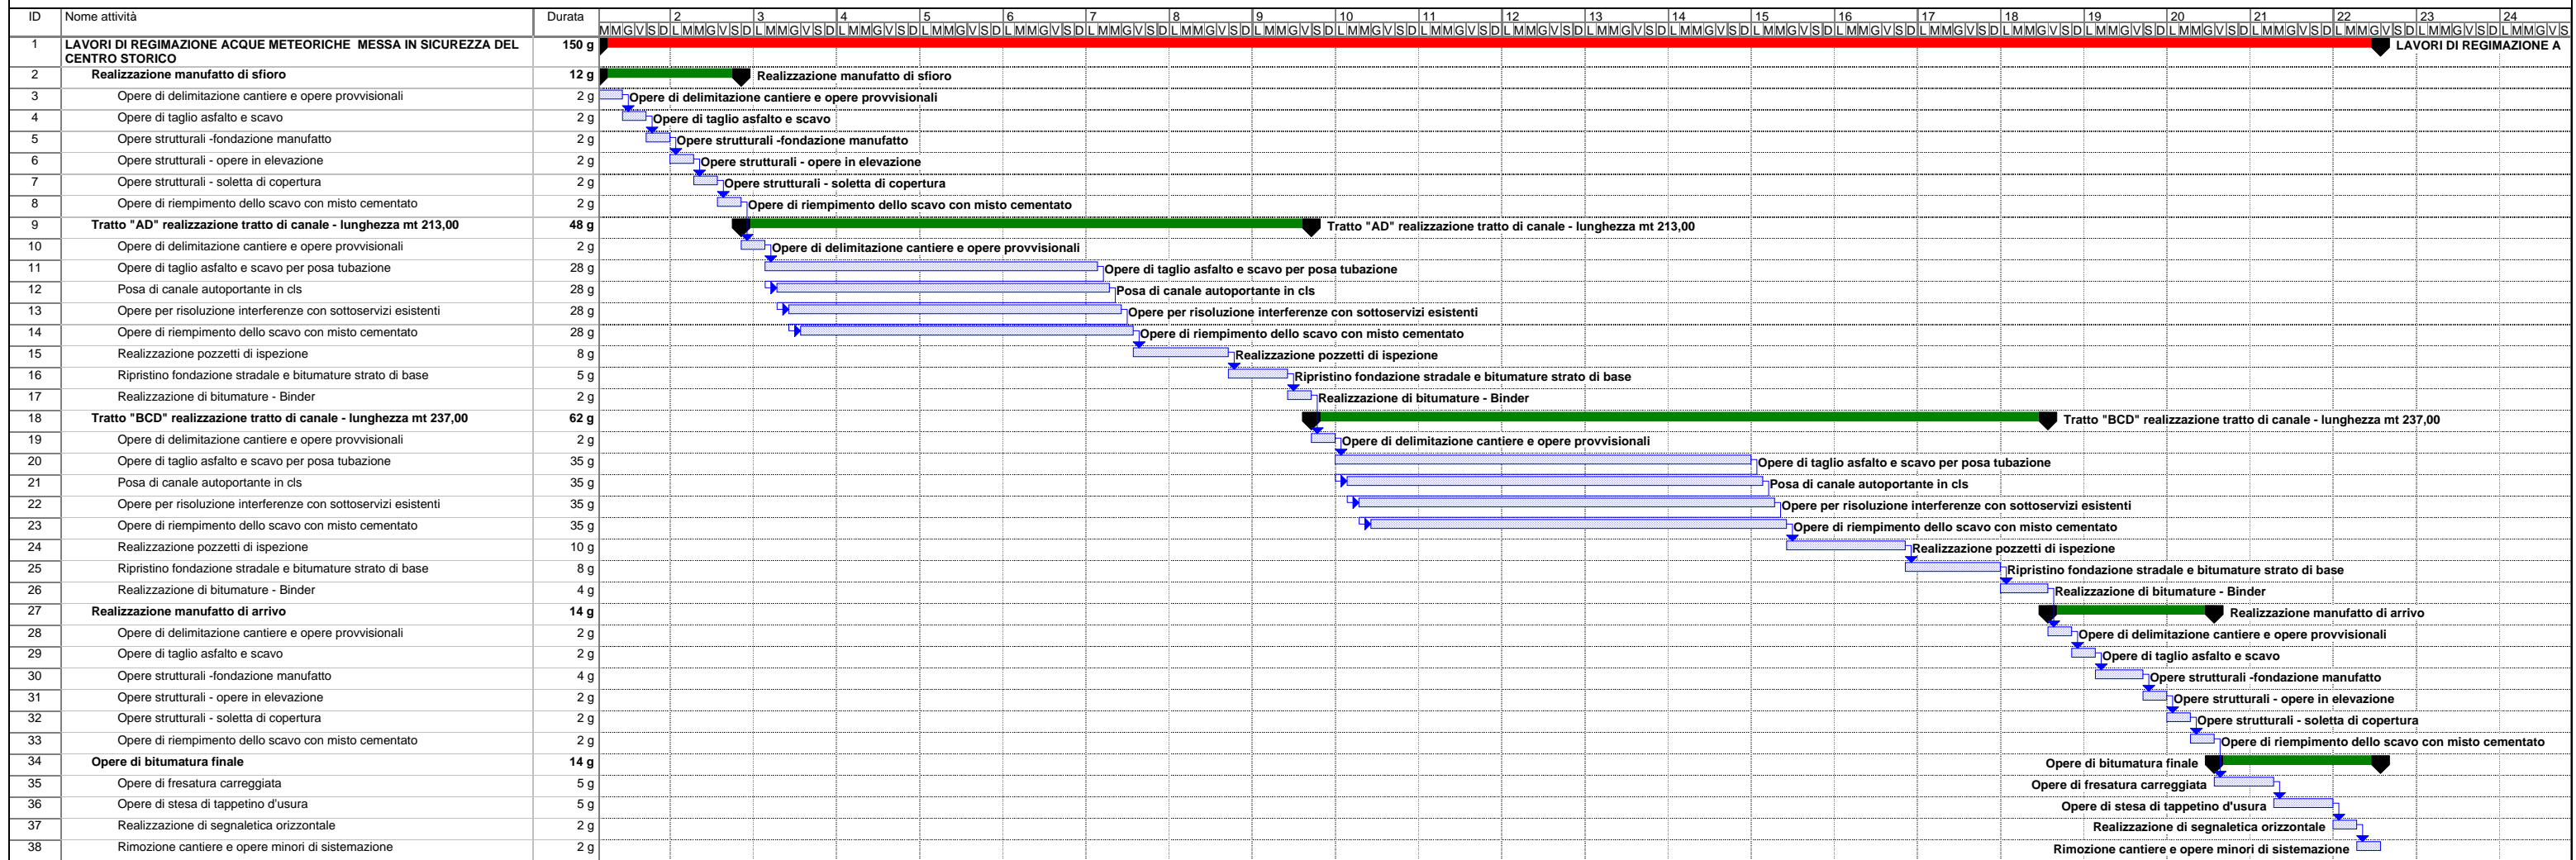 ID Nome attività Durata 2 3 4 5 6 7 8 9 10 11 12 13 14 15 16 17 18 19 20 21 22 23 24
M M G V S D L M M G V S D L M M G V S D L M M G V S D L M M G V S D L M M G V S D L M M G V S D L M M G V S D L M M G V S D L M M G V S D L M M G V S D L M M G V S D L M M G V S D L M M G V S D L M M G V S D L M M G V S D L M M G V S D L M M G V S D L M M G V S D L M M G V S D L M M G V S D L M M G V S D L M M G V S D L M M G V S
1 LAVORI DI REGIMAZIONE ACQUE METEORICHE MESSA IN SICUREZZA DEL 150 g LAVORI DI REGIMAZIONE A
CENTRO STORICO
2 Realizzazione manufatto di sfioro 12 g Realizzazione manufatto di sfioro
3 Opere di delimitazione cantiere e opere provvisionali 2 g Opere di delimitazione cantiere e opere provvisionali
4 Opere di taglio asfalto e scavo 2 g Opere di taglio asfalto e scavo
5 Opere strutturali -fondazione manufatto 2 g Opere strutturali -fondazione manufatto
6 Opere strutturali - opere in elevazione 2 g Opere strutturali - opere in elevazione
7 Opere strutturali - soletta di copertura 2 g Opere strutturali - soletta di copertura
8 Opere di riempimento dello scavo con misto cementato 2 g Opere di riempimento dello scavo con misto cementato
9 Tratto "AD" realizzazione tratto di canale - lunghezza mt 213,00 48 g Tratto "AD" realizzazione tratto di canale - lunghezza mt 213,00
10 Opere di delimitazione cantiere e opere provvisionali 2 g Opere di delimitazione cantiere e opere provvisionali
11 Opere di taglio asfalto e scavo per posa tubazione 28 g Opere di taglio asfalto e scavo per posa tubazione
12 Posa di canale autoportante in cls 28 g Posa di canale autoportante in cls
13 Opere per risoluzione interferenze con sottoservizi esistenti 28 g Opere per risoluzione interferenze con sottoservizi esistenti
14 Opere di riempimento dello scavo con misto cementato 28 g Opere di riempimento dello scavo con misto cementato
15 Realizzazione pozzetti di ispezione 8 g Realizzazione pozzetti di ispezione
16 Ripristino fondazione stradale e bitumature strato di base 5 g Ripristino fondazione stradale e bitumature strato di base
17 Realizzazione di bitumature - Binder 2 g Realizzazione di bitumature - Binder
18 Tratto "BCD" realizzazione tratto di canale - lunghezza mt 237,00 62 g Tratto "BCD" realizzazione tratto di canale - lunghezza mt 237,00
19 Opere di delimitazione cantiere e opere provvisionali 2 g Opere di delimitazione cantiere e opere provvisionali
20 Opere di taglio asfalto e scavo per posa tubazione 35 g Opere di taglio asfalto e scavo per posa tubazione
21 Posa di canale autoportante in cls 35 g Posa di canale autoportante in cls
22 Opere per risoluzione interferenze con sottoservizi esistenti 35 g Opere per risoluzione interferenze con sottoservizi esistenti
23 Opere di riempimento dello scavo con misto cementato 35 g Opere di riempimento dello scavo con misto cementato
24 Realizzazione pozzetti di ispezione 10 g Realizzazione pozzetti di ispezione
25 Ripristino fondazione stradale e bitumature strato di base 8 g Ripristino fondazione stradale e bitumature strato di base
26 Realizzazione di bitumature - Binder 4 g Realizzazione di bitumature - Binder
27 Realizzazione manufatto di arrivo 14 g Realizzazione manufatto di arrivo
28 Opere di delimitazione cantiere e opere provvisionali 2 g Opere di delimitazione cantiere e opere provvisionali
29 Opere di taglio asfalto e scavo 2 g Opere di taglio asfalto e scavo
30 Opere strutturali -fondazione manufatto 4 g Opere strutturali -fondazione manufatto
31 Opere strutturali - opere in elevazione 2 g Opere strutturali - opere in elevazione
32 Opere strutturali - soletta di copertura 2 g Opere strutturali - soletta di copertura
33 Opere di riempimento dello scavo con misto cementato 2 g Opere di riempimento dello scavo con misto cementato
34 Opere di bitumatura finale 14 g Opere di bitumatura finale
35 Opere di fresatura carreggiata 5 g Opere di fresatura carreggiata
36 Opere di stesa di tappetino d'usura 5 g Opere di stesa di tappetino d'usura
37 Realizzazione di segnaletica orizzontale 2 g Realizzazione di segnaletica orizzontale
38 Rimozione cantiere e opere minori di sistemazione 2 g Rimozione cantiere e opere minori di sistemazione